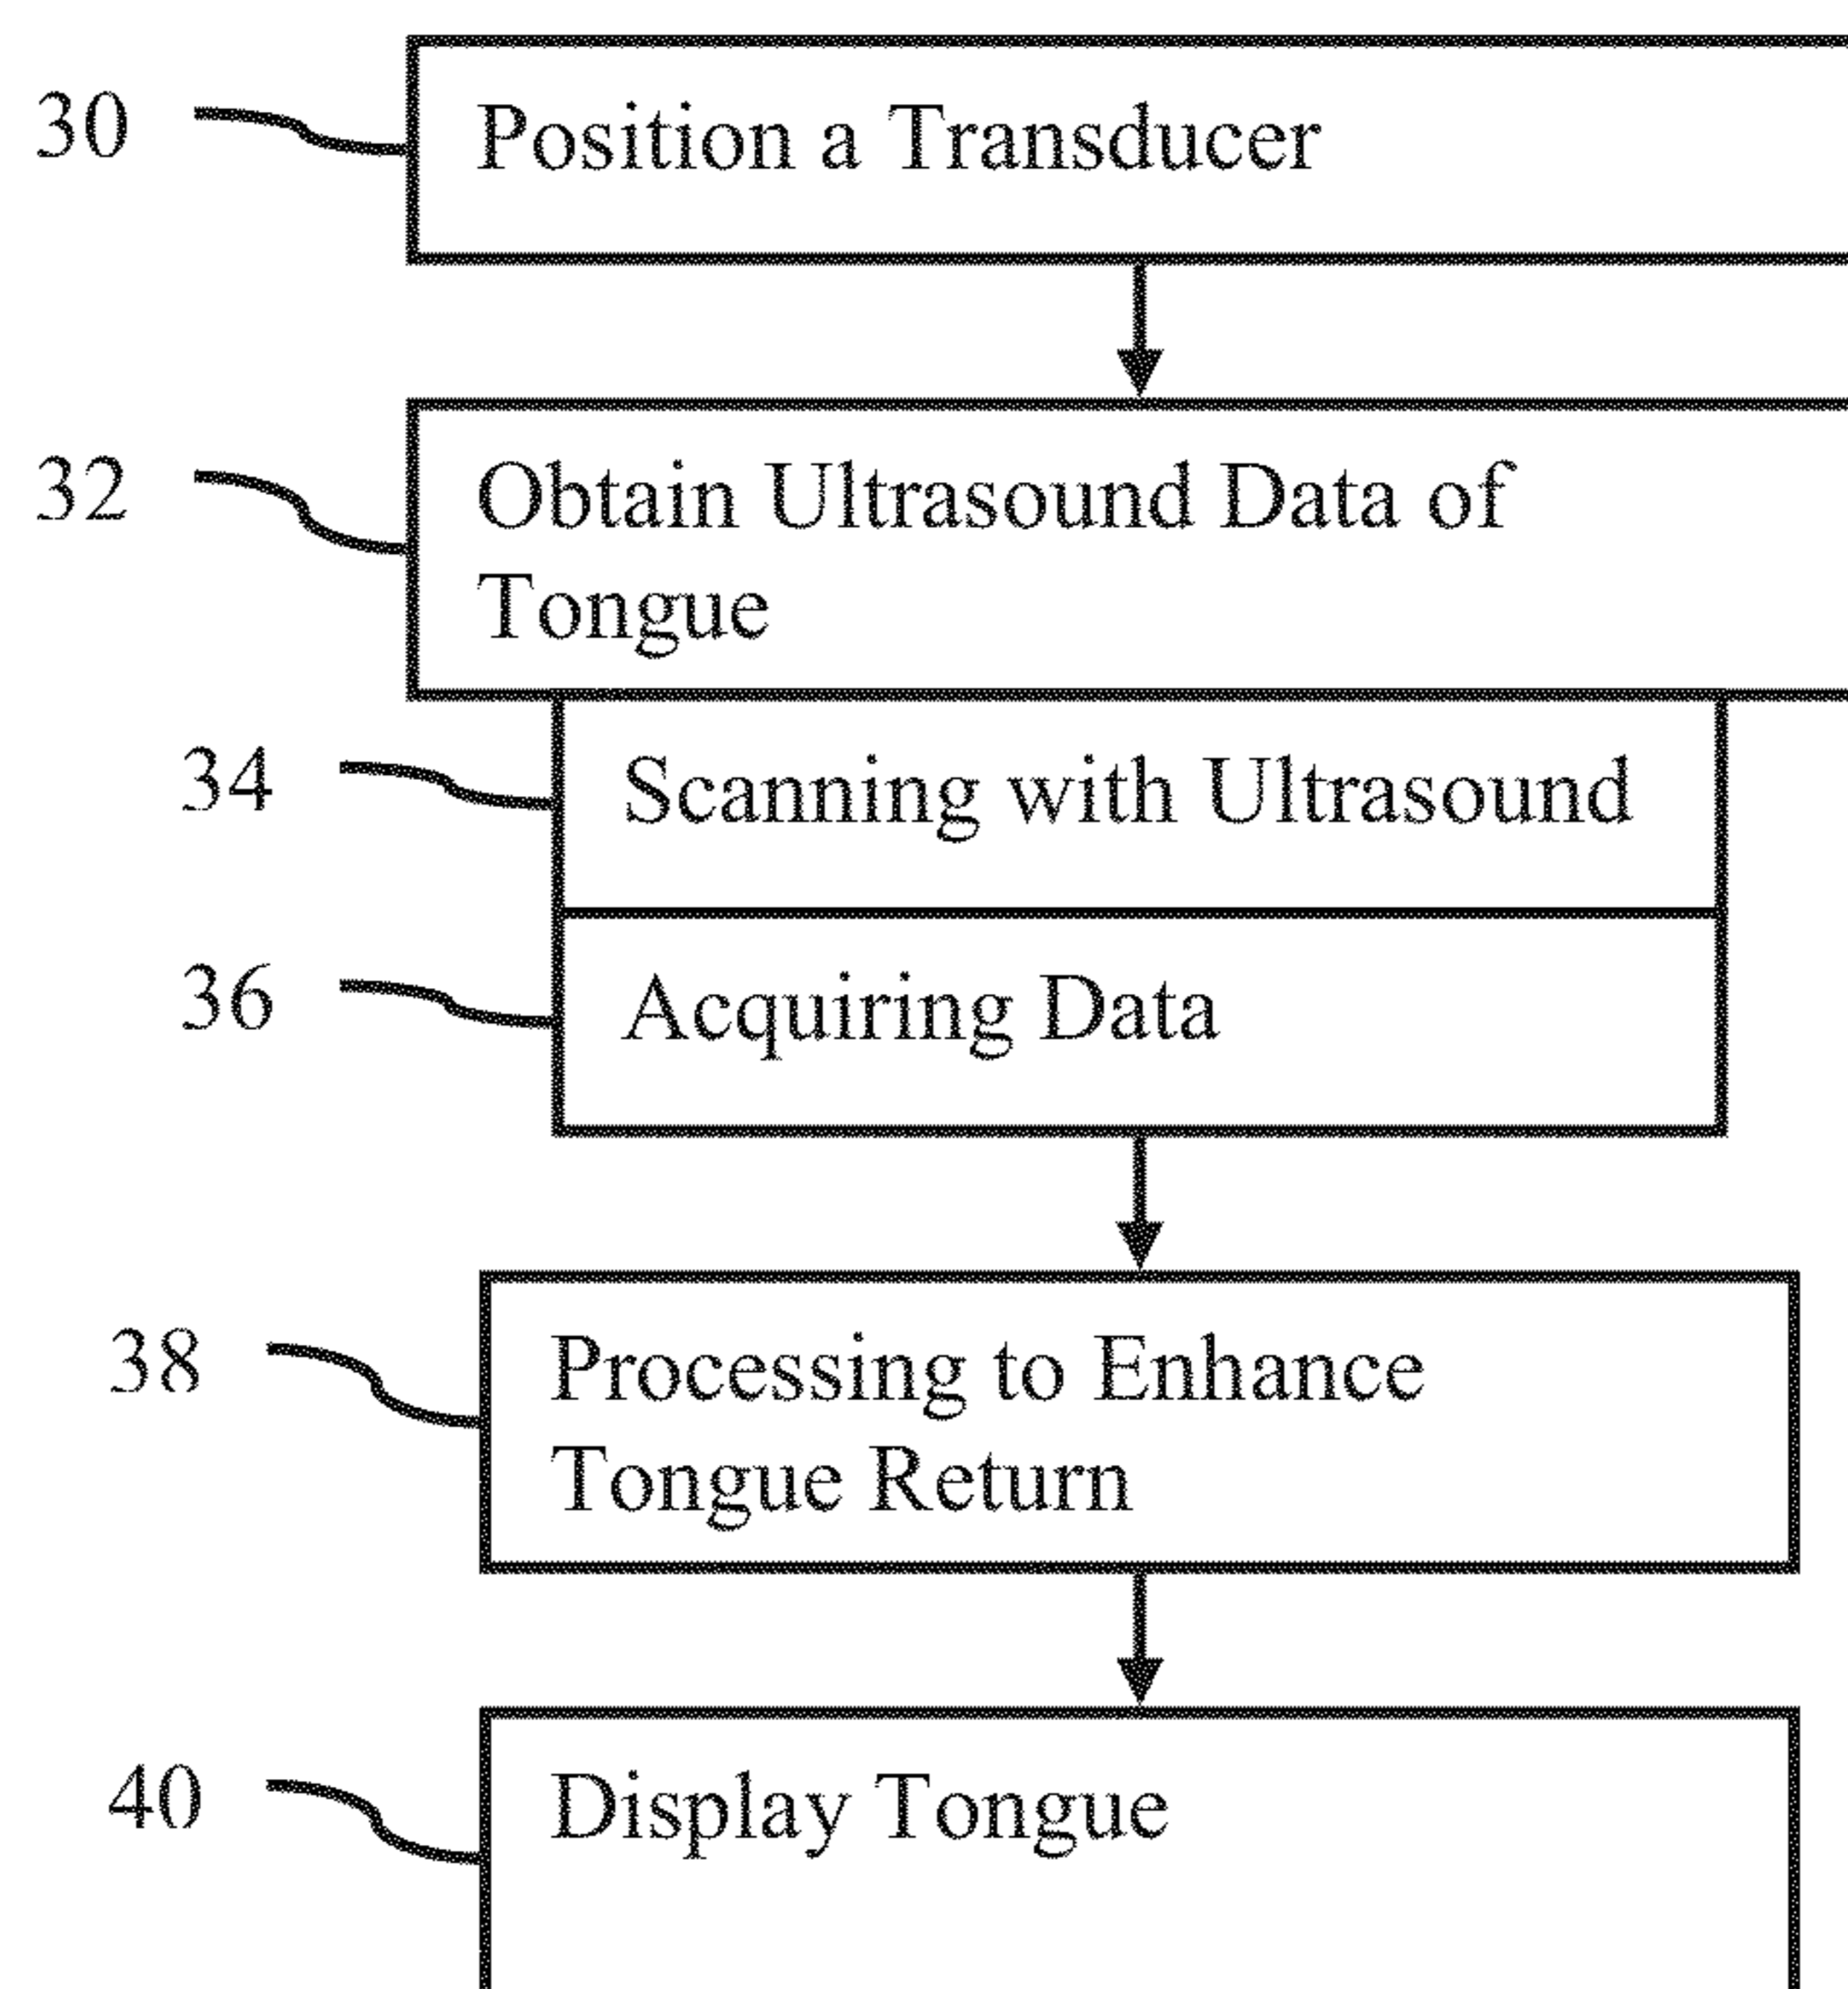 30 Position a Transducer
32 Obtain Ultrasound Data of
Tongue
34 Scanning with Ultrasound
36 Acquiring Data
38 Processing to Enhance
Tongue Return
40 Display Tongue